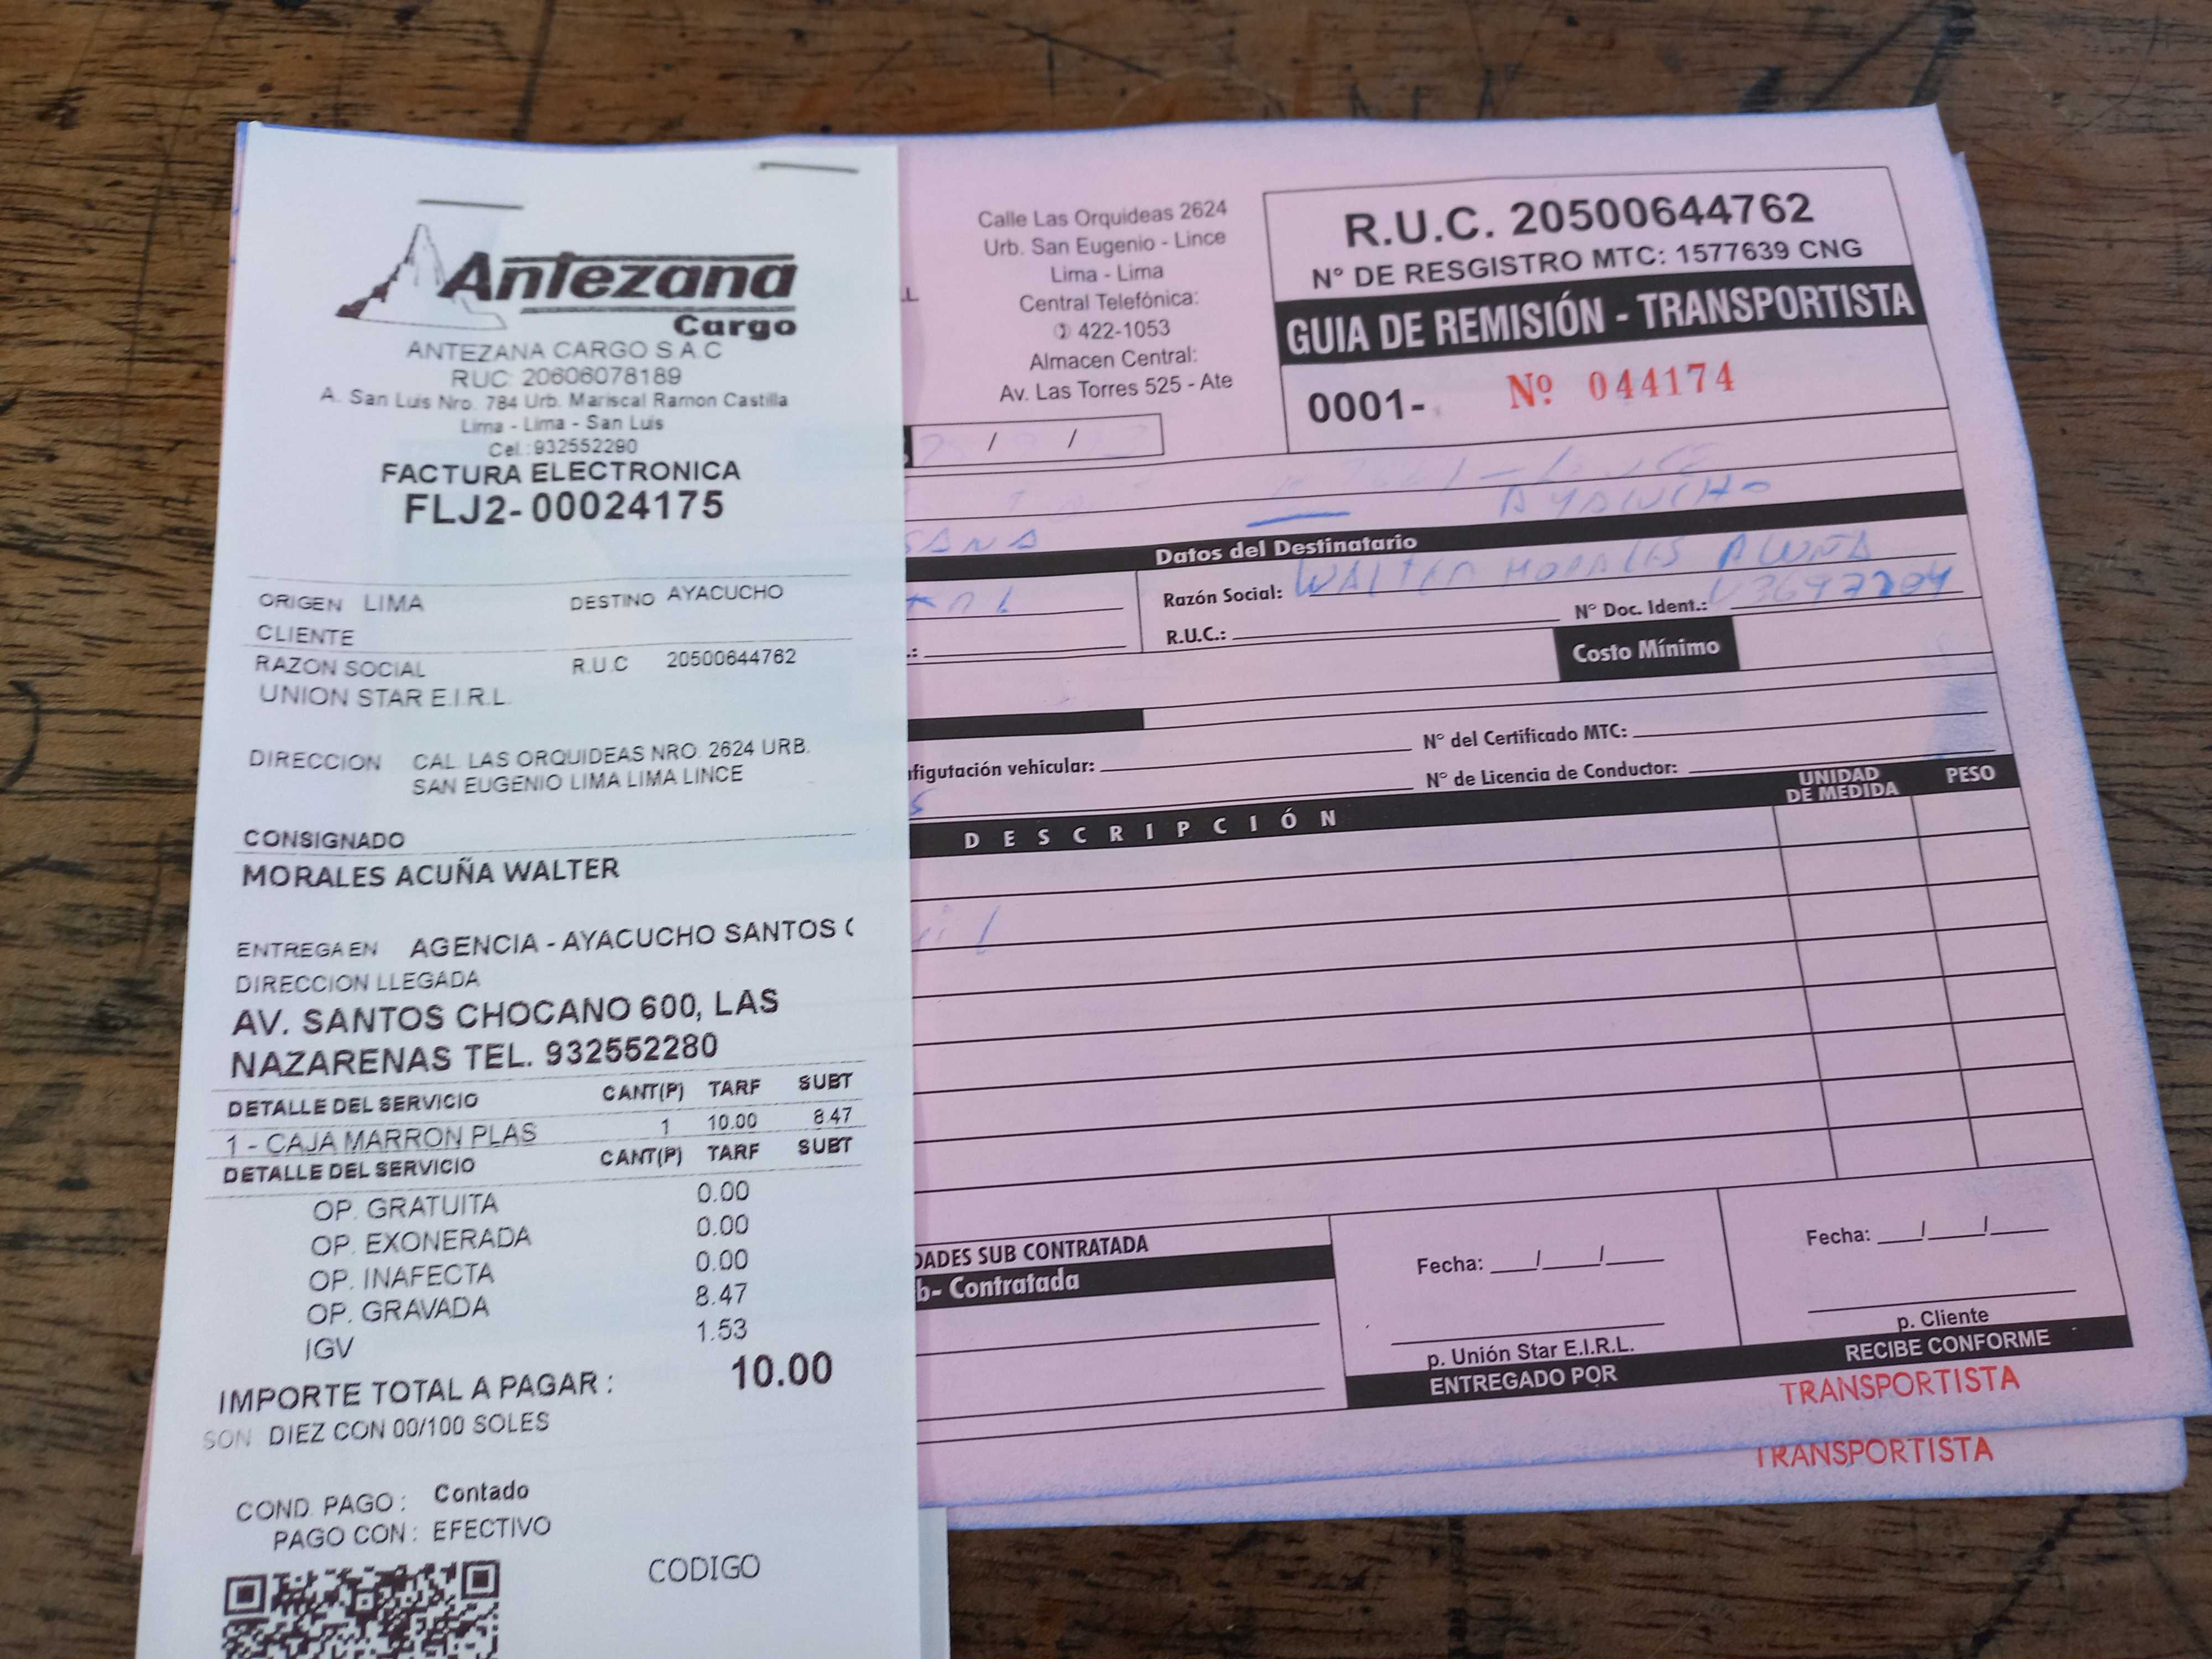 Antezana
Cargo
ANTEZANA CARGO S.A.C
RUC 20606078189
A. San Luis Nro. 784 Urb. Mariscal Ramon Castilla
Lima - Lima - San Luis
Cel.:932552280
FACTURA ELECTRONICA
FLJ2-00024175
ORIGEN LIMA DESTINO AYACUCHO
CLIENTE
RAZON SOCIAL R.U.C 20500644762
UNION STAR E.I.R.L.
DIRECCION CAL. LAS ORQUIDEAS NRO. 2624 URB.
SAN EUGENIO LIMA LIMA LINCE
CONSIGNADO
MORALES ACUÑA WALTER
ENTREGA EN AGENCIA - AYACUCHO SANTOS C
DIRECCION LLEGADA
AV. SANTOS CHOCANO 600, LAS
NAZARENAS TEL. 932552280
DETALLE DEL SERVICIO CANT(P) TARF SUBT
1 - CAJA MARRON PLAS 1 10.00 8.47
DETALLE DEL SERVICIO CANT(P) TARF SUBT
OP. GRATUITA 0.00
OP. EXONERADA 0.00
OP. INAFECTA 0.00
OP. GRAVADA 8.47
IGV 1.53
IMPORTE TOTAL A PAGAR : 10.00
SON DIEZ CON 00/100 SOLES
COND. PAGO : Contado
PAGO CON : EFECTIVO
CODIGO
Calle Las Orquideas 2624
Urb. San Eugenio - Lince
Lima - Lima
Central Telefónica:
422-1053
Almacen Central:
Av. Las Torres 525 - Ate
R.U.C. 20500644762
N° DE RESGISTRO MTC: 1577639 CNG
GUIA DE REMISIÓN - TRANSPORTISTA
0001- Nº 044174
/ /
AYACUCHO
Datos del Destinatario
Razón Social: WALTER MORALES ACUÑA
N° Doc. Ident.:
R.U.C.:
Costo Mínimo
N° del Certificado MTC:
figutación vehicular:
N° de Licencia de Conductor:
DESCRIPCIÓN UNIDAD DE MEDIDA PESO
DADES SUB CONTRATADA
b- Contratada
Fecha: / /
p. Unión Star E.I.R.L.
ENTREGADO POR
Fecha: / /
p. Cliente
RECIBE CONFORME
TRANSPORTISTA
TRANSPORTISTA